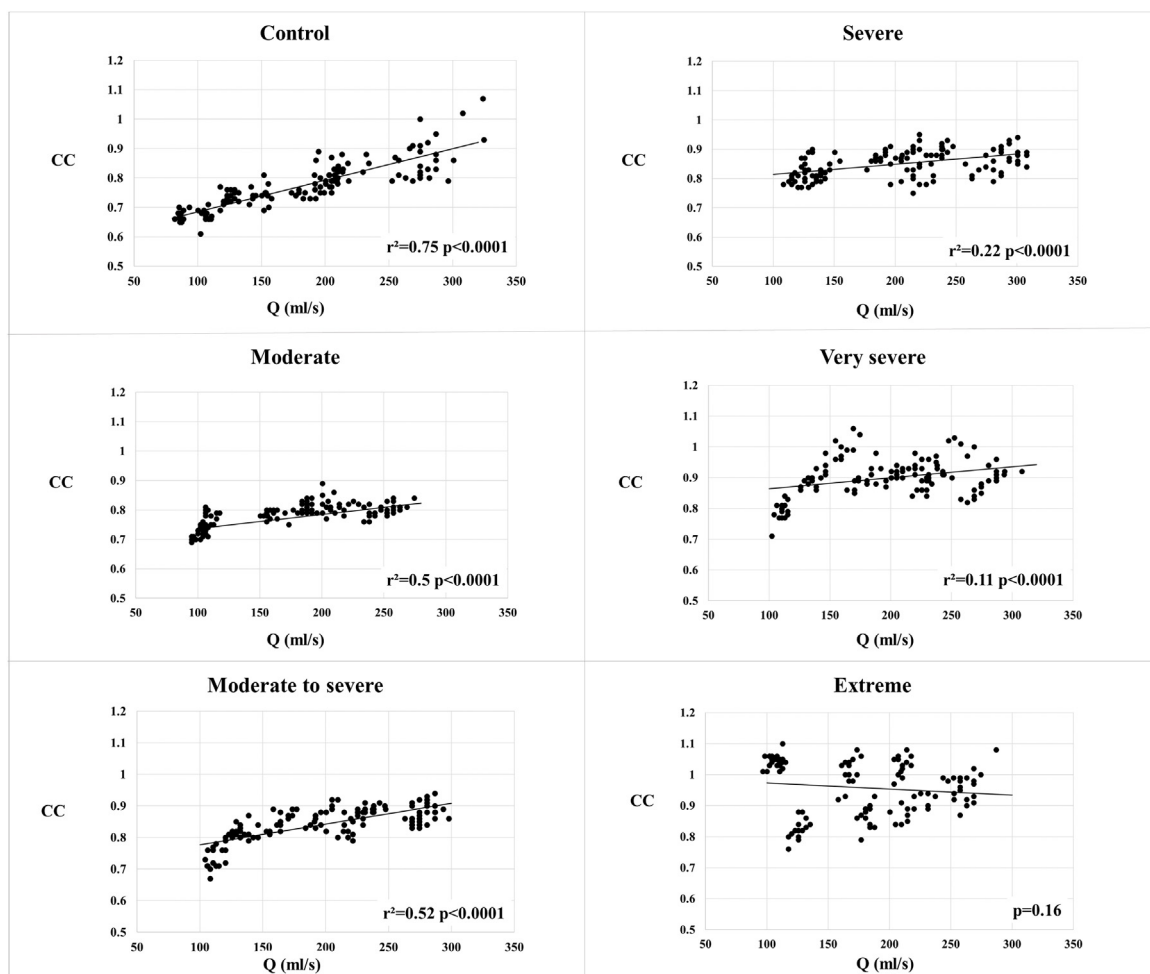 Control
1.2
1.1
1
0.9
0.8
0.7
0.6
0.5
CC
r²=0.75 p<0.0001
50 100 150 200 250 300 350
Q (ml/s)
Severe
1.2
1.1
1
0.9
0.8
0.7
0.6
0.5
CC
r²=0.22 p<0.0001
50 100 150 200 250 300 350
Q (ml/s)
Moderate
1.2
1.1
1
0.9
0.8
0.7
0.6
0.5
CC
r²=0.5 p<0.0001
50 100 150 200 250 300 350
Q (ml/s)
Very severe
1.2
1.1
1
0.9
0.8
0.7
0.6
0.5
CC
r²=0.11 p<0.0001
50 100 150 200 250 300 350
Q (ml/s)
Moderate to severe
1.2
1.1
1
0.9
0.8
0.7
0.6
0.5
CC
r²=0.52 p<0.0001
50 100 150 200 250 300 350
Q (ml/s)
Extreme
1.2
1.1
1
0.9
0.8
0.7
0.6
0.5
CC
p=0.16
50 100 150 200 250 300 350
Q (ml/s)